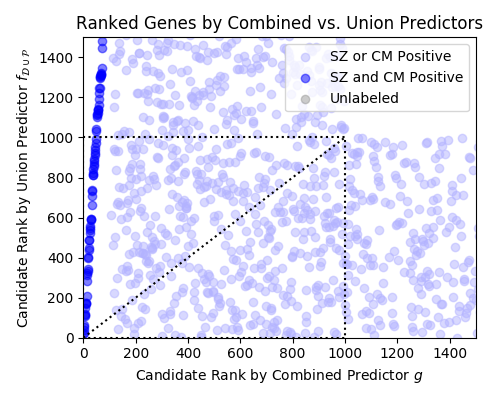 Ranked Genes by Combined vs. Union Predictors
SZ or CM Positive
SZ and CM Positive
Unlabeled
Candidate Rank by Union Predictor f_{𝒟∪𝒫}
1400
1200
1000
800
600
400
200
0
0 200 400 600 800 1000 1200 1400
Candidate Rank by Combined Predictor g